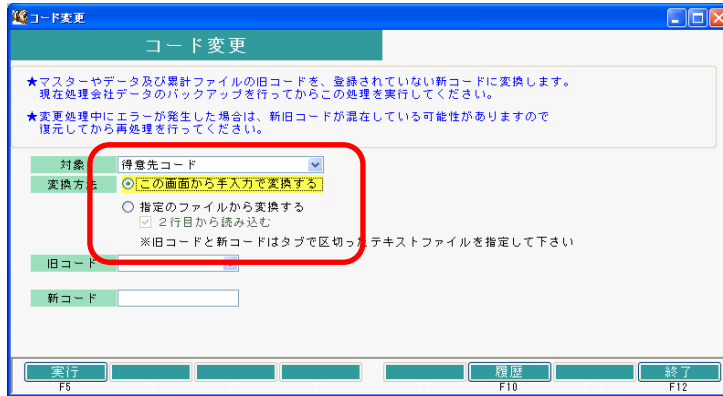 コード変更
コード変更
★マスターやデータ及び累計ファイルの旧コードを、登録されていない新コードに変換します。
現在処理会社データのバックアップを行ってからこの処理を実行してください。
★変更処理中にエラーが発生した場合は、新旧コードが混在している可能性がありますので
復元してから再処理を行ってください。
対象 得意先コード
変換方法 この画面から手入力で変換する
指定のファイルから変換する
2行目から読み込む
※旧コードと新コードはタブで区切ったテキストファイルを指定して下さい
旧コード
新コード
実行 履歴 終了
F5 F10 F12